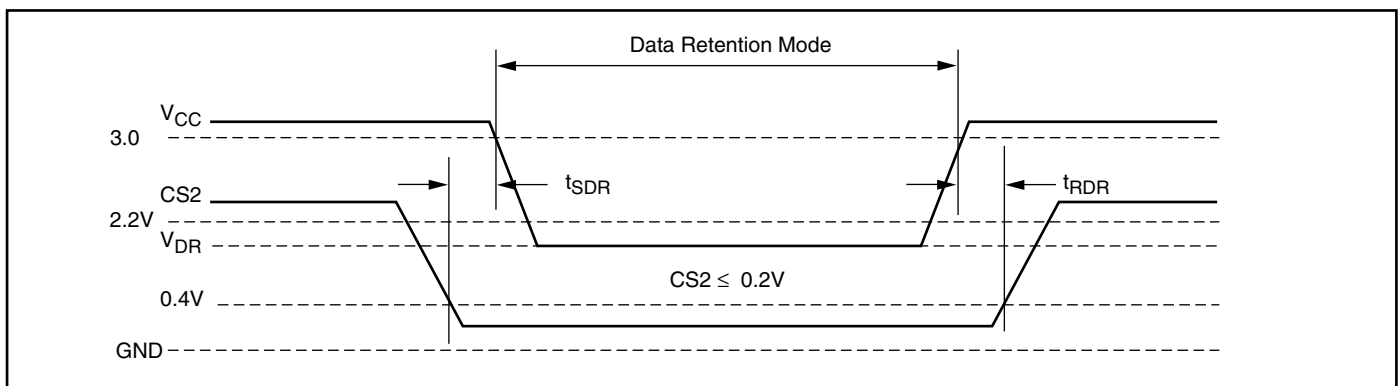 Data Retention Mode
VCC
3.0
tSDR
tRDR
CS2
2.2V
VDR
CS2 ≤ 0.2V
0.4V
GND